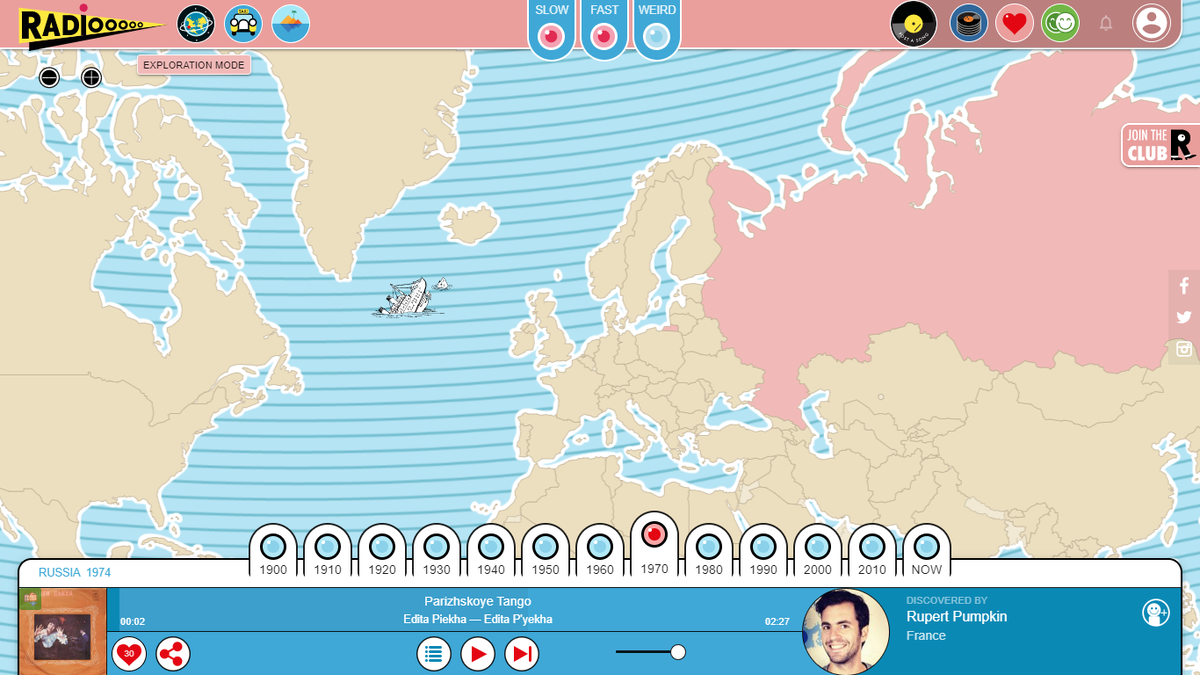 RADIooooo
SLOW
FAST
WEIRD
EXPLORATION MODE
JOIN THE
CLUB R
1900
1910
1920
1930
1940
1950
1960
1970
1980
1990
2000
2010
NOW
RUSSIA 1974
Parizhskoye Tango
Edita Piekha — Edita P'yekha
00:02
02:27
30
DISCOVERED BY
Rupert Pumpkin
France